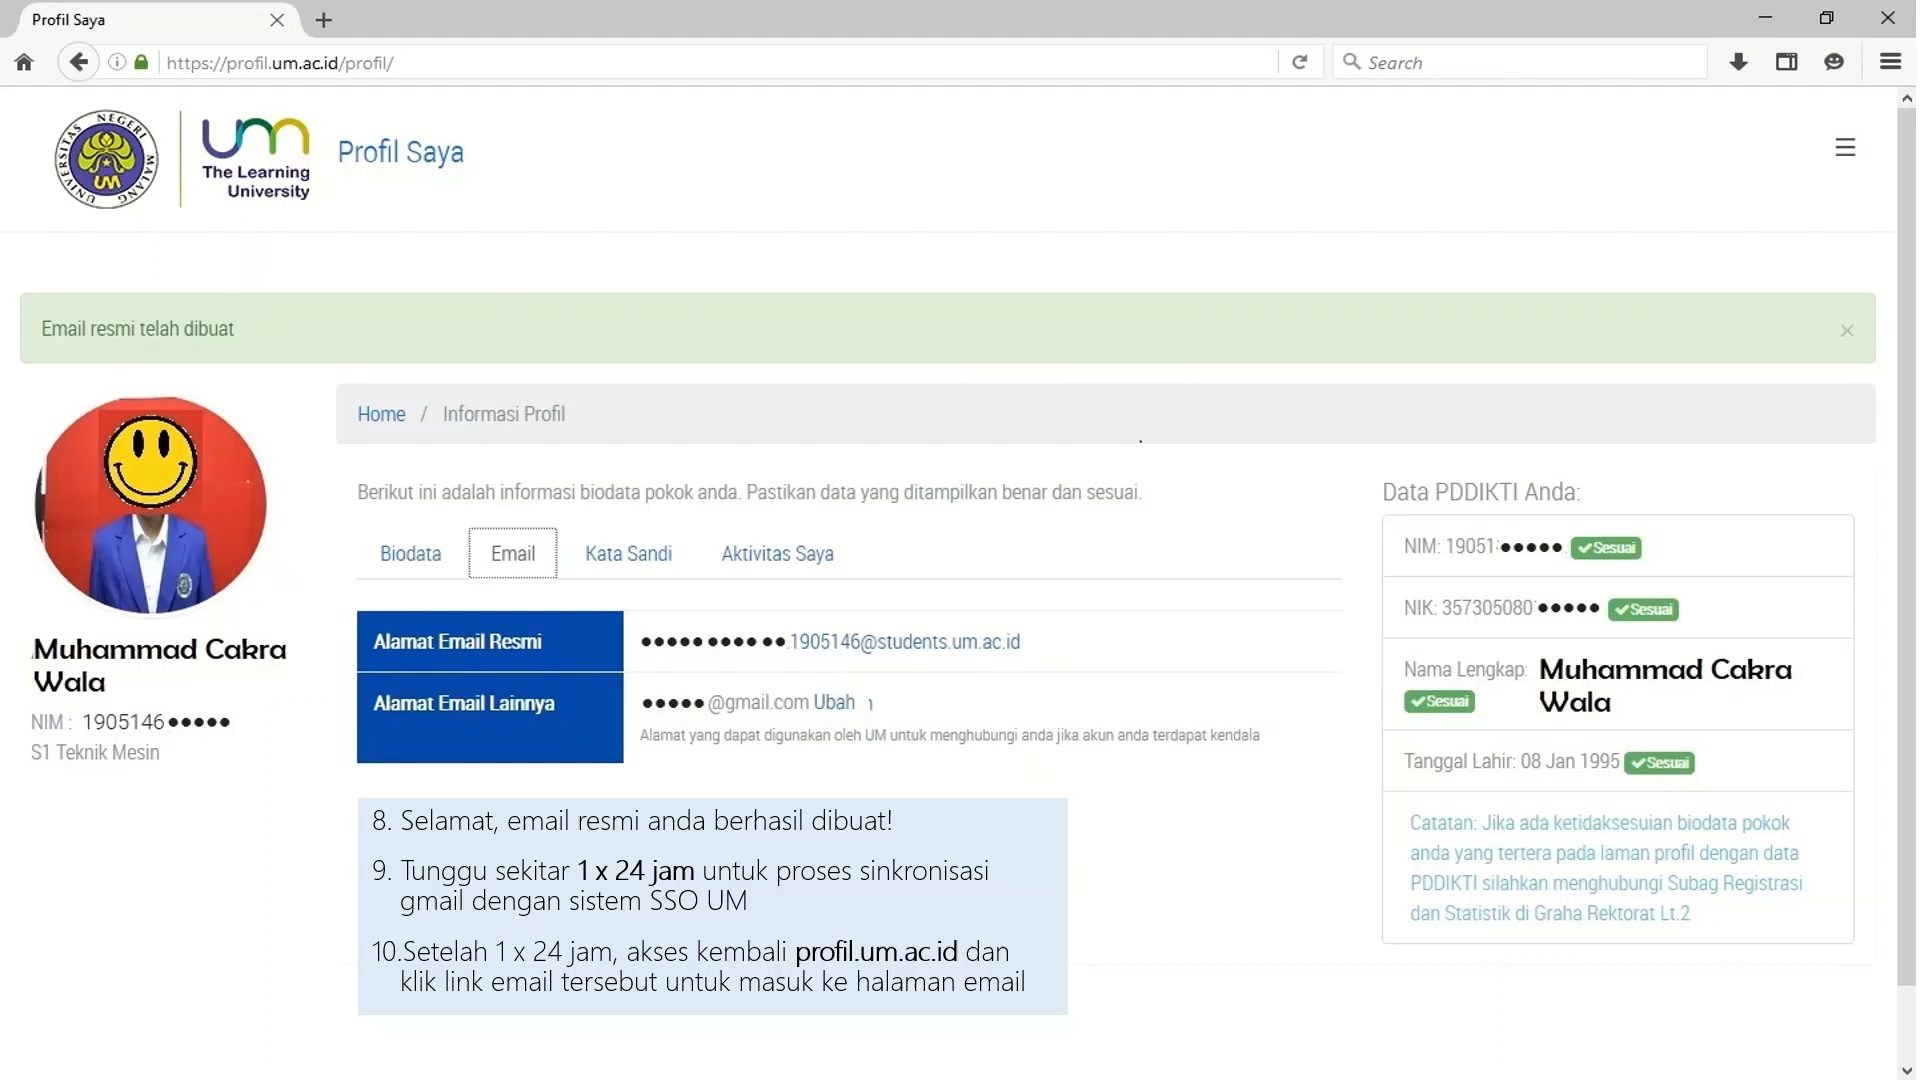 Profil Saya
https://profil.um.ac.id/profil/
Search
UNIVERSITAS NEGERI MALANG
UM
um
The Learning
University
Profil Saya
Email resmi telah dibuat
Home / Informasi Profil
Berikut ini adalah informasi biodata pokok anda. Pastikan data yang ditampilkan benar dan sesuai.
Biodata Email Kata Sandi Aktivitas Saya
Alamat Email Resmi ●●●●● ●●●● ●● 1905146@students.um.ac.id
Alamat Email Lainnya ●●●●● @gmail.com Ubah
Alamat yang dapat digunakan oleh UM untuk menghubungi anda jika akun anda terdapat kendala
Muhammad Cakra
Wala
NIM : 1905146●●●●●
S1 Teknik Mesin
8. Selamat, email resmi anda berhasil dibuat!
9. Tunggu sekitar 1 x 24 jam untuk proses sinkronisasi
gmail dengan sistem SSO UM
10.Setelah 1 x 24 jam, akses kembali profil.um.ac.id dan
klik link email tersebut untuk masuk ke halaman email
Data PDDIKTI Anda:
NIM: 19051●●●●● ✔Sesuai
NIK: 357305080●●●●● ✔Sesuai
Nama Lengkap: Muhammad Cakra
✔Sesuai Wala
Tanggal Lahir: 08 Jan 1995 ✔Sesuai
Catatan: Jika ada ketidaksesuian biodata pokok
anda yang tertera pada laman profil dengan data
PDDIKTI silahkan menghubungi Subag Registrasi
dan Statistik di Graha Rektorat Lt.2